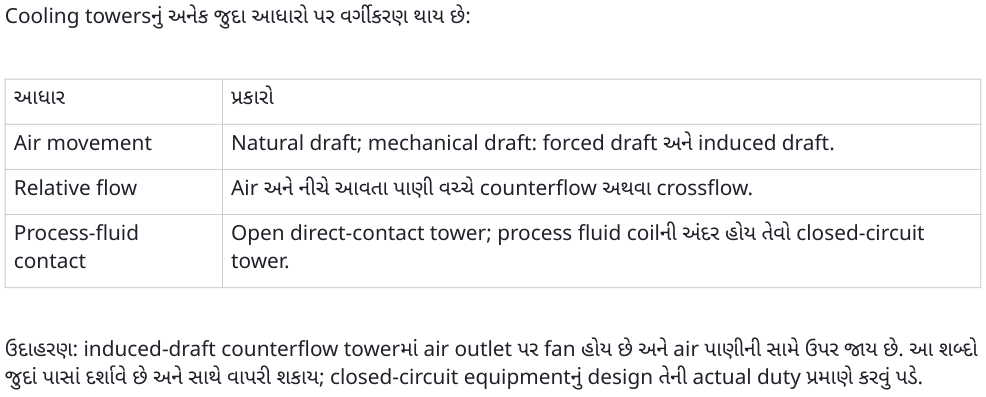 Cooling towersનું અનેક જુદા આધારો પર વર્ગીકરણ થાય છે:
આધાર પ્રકારો
Air movement Natural draft; mechanical draft: forced draft અને induced draft.
Relative flow Air અને નીચે આવતા પાણી વચ્ચે counterflow અથવા crossflow.
Process-fluid contact Open direct-contact tower; process fluid coilની અંદર હોય તેવો closed-circuit tower.
ઉદાહરણ: induced-draft counterflow towerમાં air outlet પર fan હોય છે અને air પાણીની સામે ઉપર જાય છે. આ શબ્દો
જુદાં પાસાં દર્શાવે છે અને સાથે વાપરી શકાય; closed-circuit equipmentનું design તેની actual duty પ્રમાણે કરવું પડે.